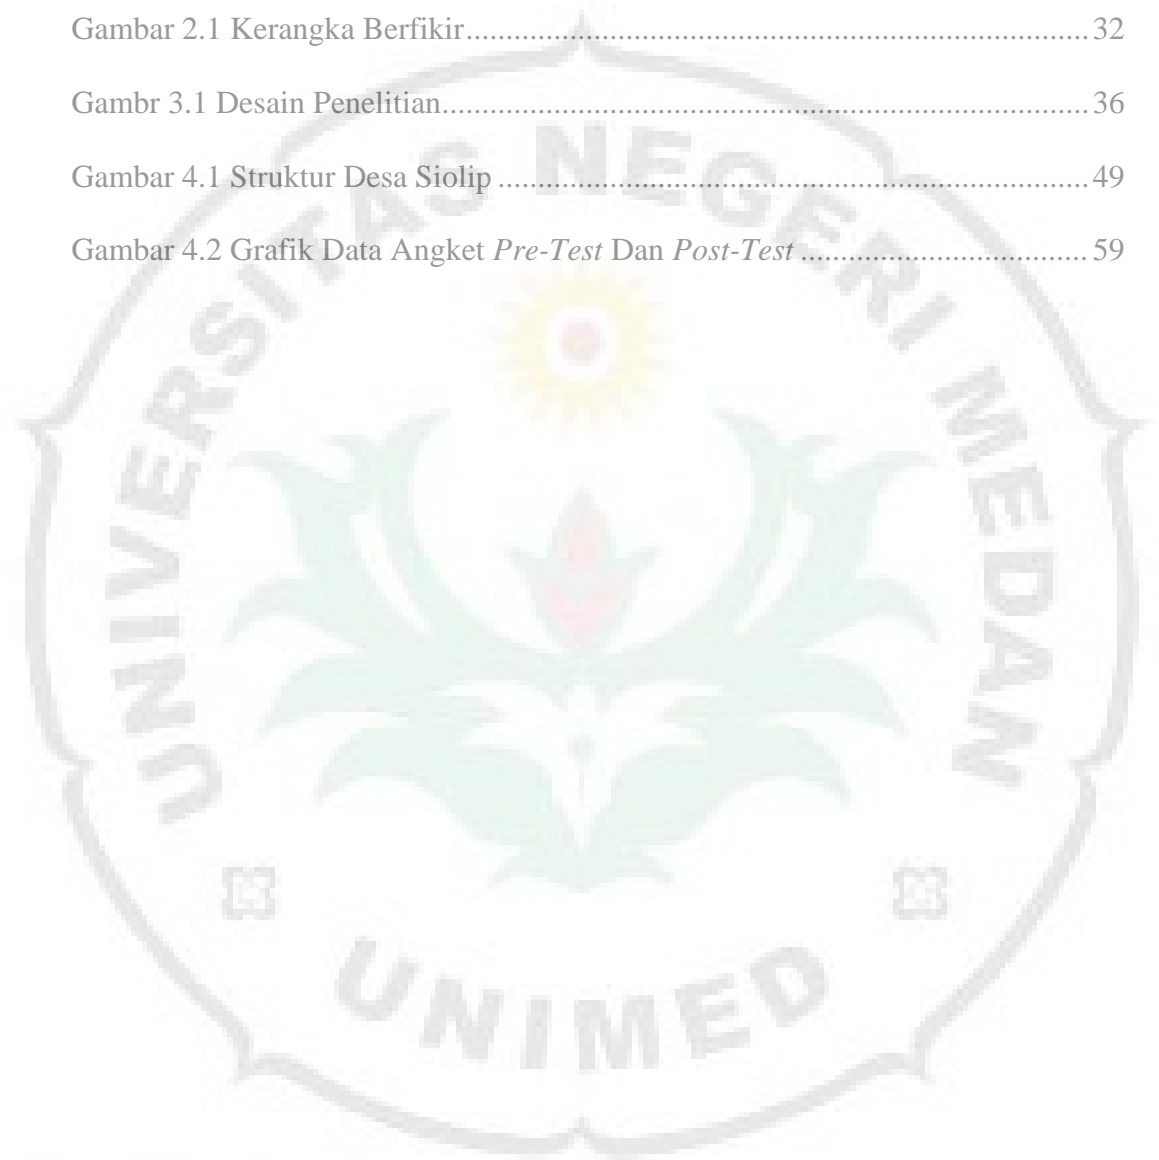 Gambar 2.1 Kerangka Berfikir.......................................................................... 32
Gambr 3.1 Desain Penelitian............................................................................. 36
Gambar 4.1 Struktur Desa Siolip ...................................................................... 49
Gambar 4.2 Grafik Data Angket Pre-Test Dan Post-Test .................................. 59
UNIVERSITAS NEGERI MEDAN
UNIMED